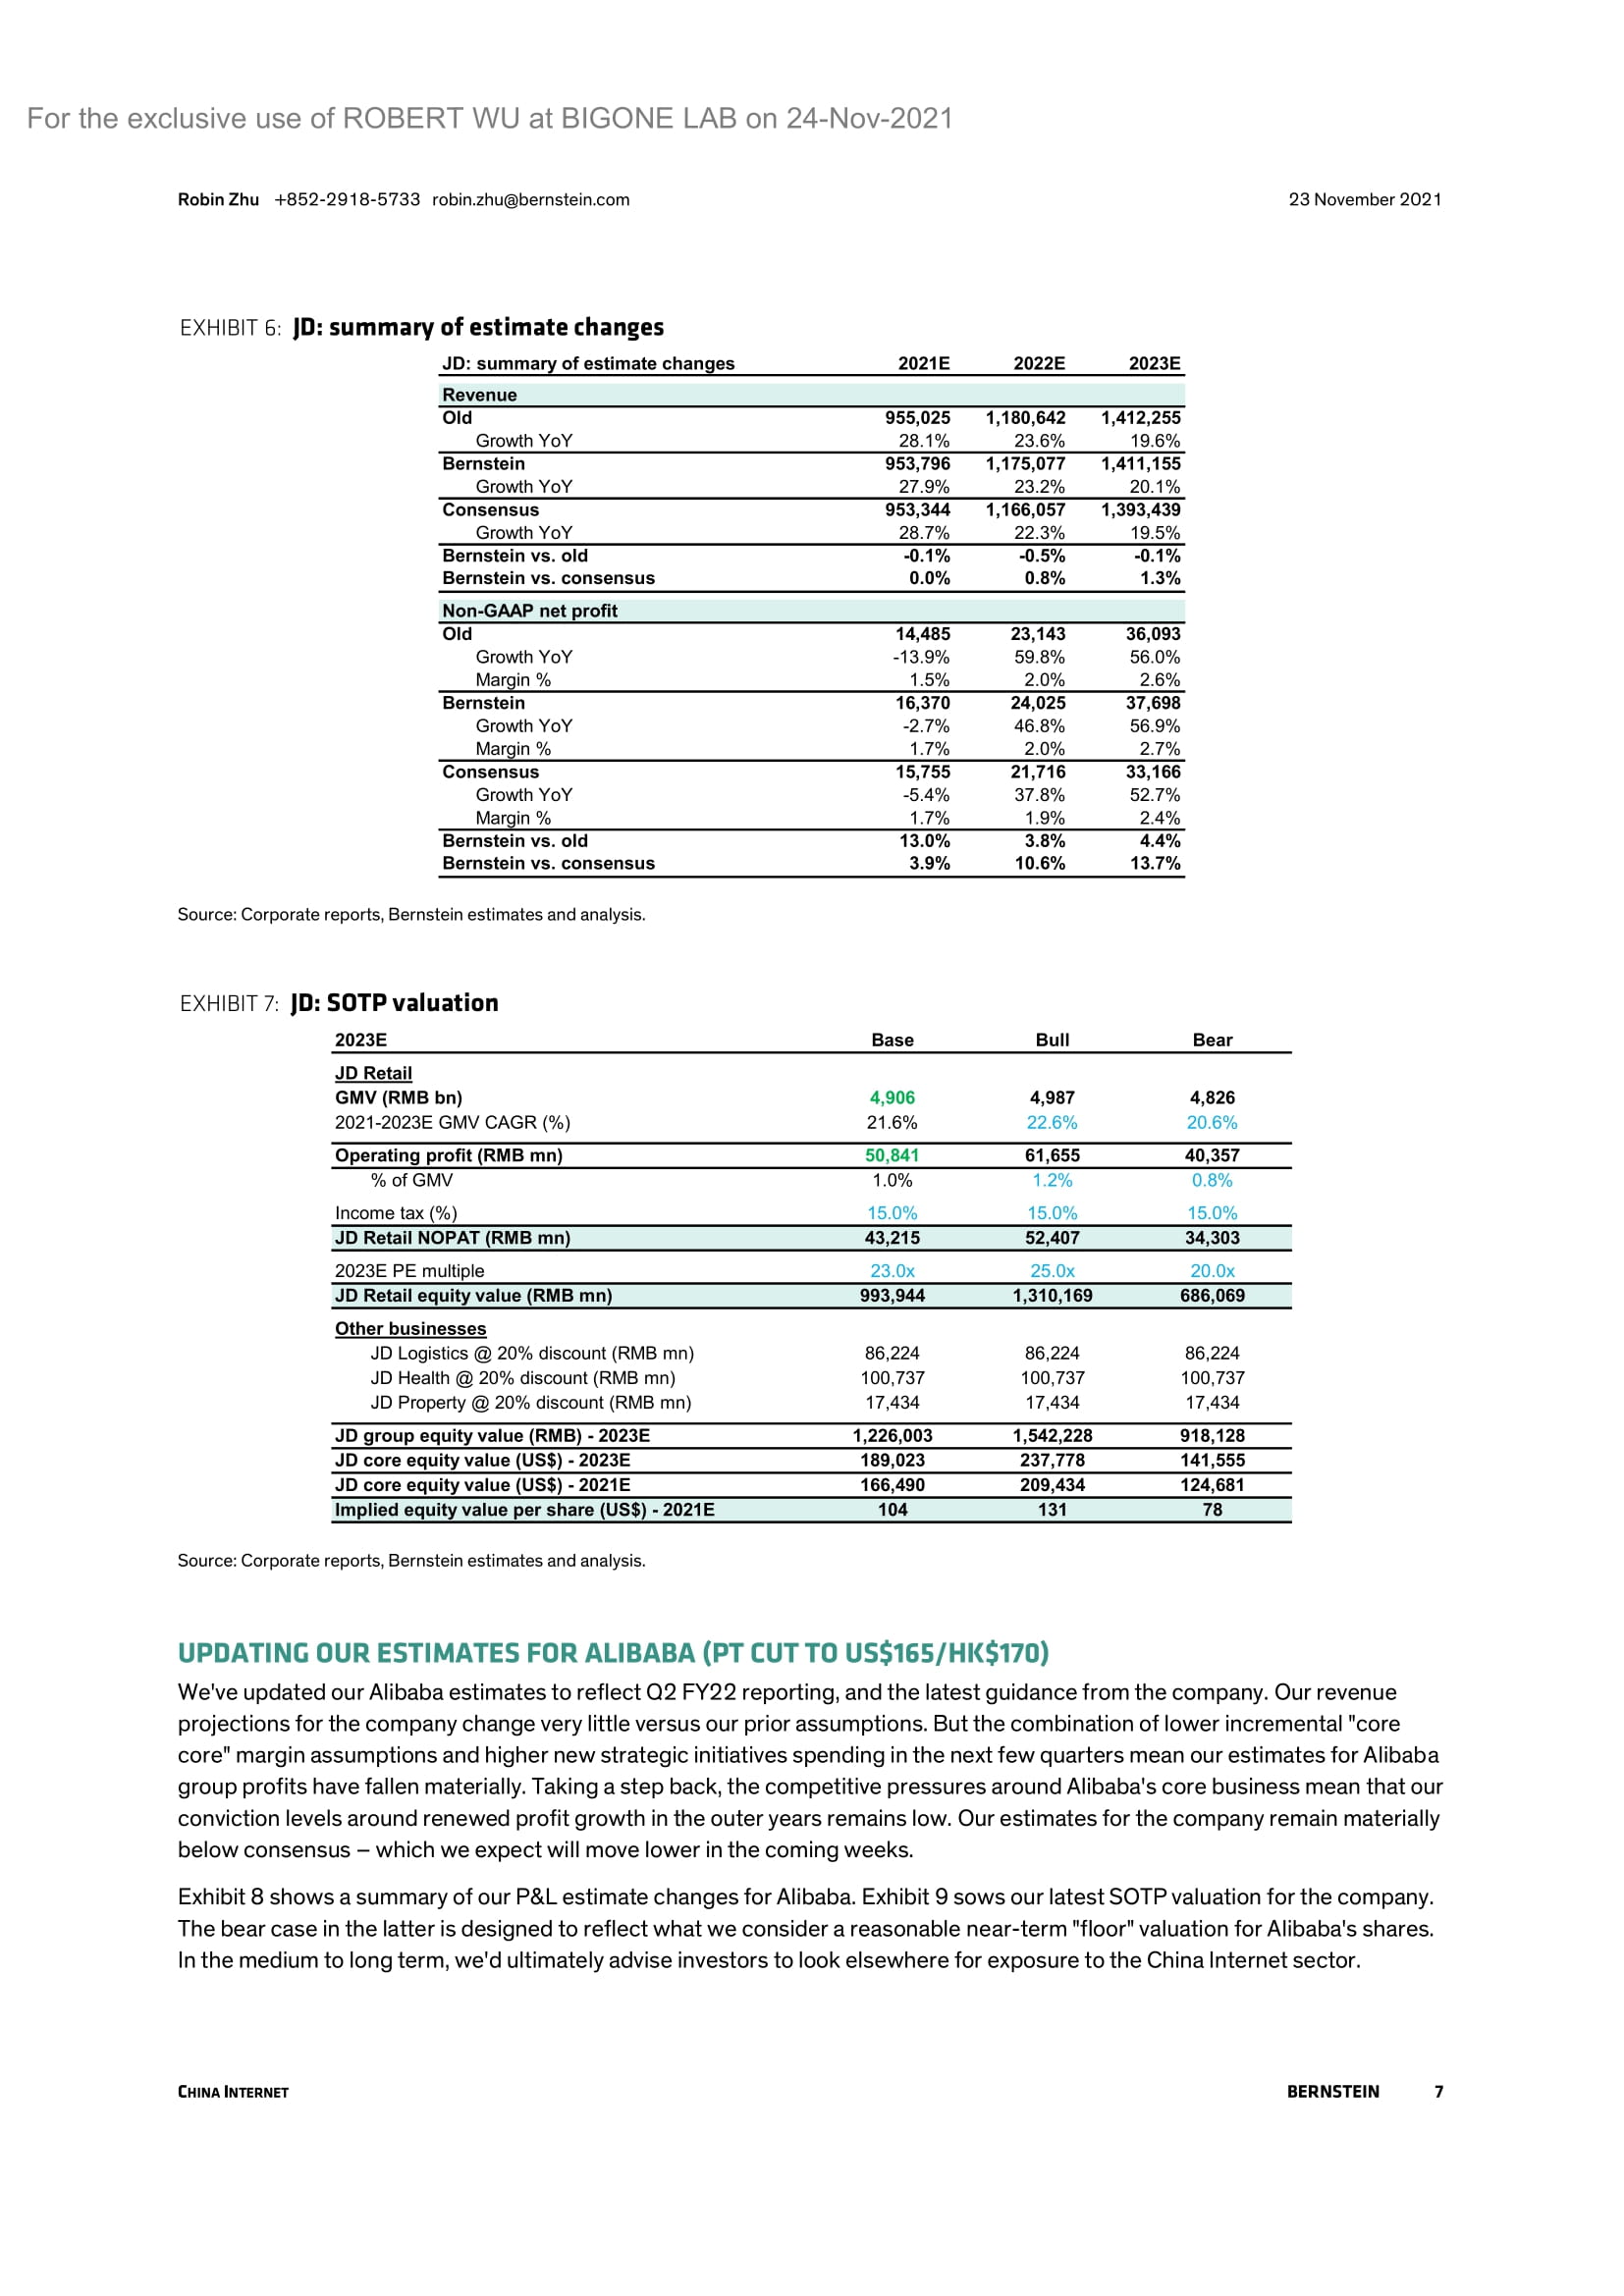 For the exclusive use of ROBERT WU at BIGONE LAB on 24-Nov-2021
Robin Zhu +852-2918-5733 robin.zhu@bernstein.com 23 November 2021
EXHIBIT 6: JD: summary of estimate changes
JD: summary of estimate changes 2021E 2022E 2023E
Revenue
Old 955,025 1,180,642 1,412,255
Growth YoY 28.1% 23.6% 19.6%
Bernstein 953,796 1,175,077 1,411,155
Growth YoY 27.9% 23.2% 20.1%
Consensus 953,344 1,166,057 1,393,439
Growth YoY 28.7% 22.3% 19.5%
Bernstein vs. old -0.1% -0.5% -0.1%
Bernstein vs. consensus 0.0% 0.8% 1.3%
Non-GAAP net profit
Old 14,485 23,143 36,093
Growth YoY -13.9% 59.8% 56.0%
Margin % 1.5% 2.0% 2.6%
Bernstein 16,370 24,025 37,698
Growth YoY -2.7% 46.8% 56.9%
Margin % 1.7% 2.0% 2.7%
Consensus 15,755 21,716 33,166
Growth YoY -5.4% 37.8% 52.7%
Margin % 1.7% 1.9% 2.4%
Bernstein vs. old 13.0% 3.8% 4.4%
Bernstein vs. consensus 3.9% 10.6% 13.7%
Source: Corporate reports, Bernstein estimates and analysis.
EXHIBIT 7: JD: SOTP valuation
2023E Base Bull Bear
JD Retail
GMV (RMB bn) 4,906 4,987 4,826
2021-2023E GMV CAGR (%) 21.6% 22.6% 20.6%
Operating profit (RMB mn) 50,841 61,655 40,357
% of GMV 1.0% 1.2% 0.8%
Income tax (%) 15.0% 15.0% 15.0%
JD Retail NOPAT (RMB mn) 43,215 52,407 34,303
2023E PE multiple 23.0x 25.0x 20.0x
JD Retail equity value (RMB mn) 993,944 1,310,169 686,069
Other businesses
JD Logistics @ 20% discount (RMB mn) 86,224 86,224 86,224
JD Health @ 20% discount (RMB mn) 100,737 100,737 100,737
JD Property @ 20% discount (RMB mn) 17,434 17,434 17,434
JD group equity value (RMB) - 2023E 1,226,003 1,542,228 918,128
JD core equity value (US$) - 2023E 189,023 237,778 141,555
JD core equity value (US$) - 2021E 166,490 209,434 124,681
Implied equity value per share (US$) - 2021E 104 131 78
Source: Corporate reports, Bernstein estimates and analysis.
UPDATING OUR ESTIMATES FOR ALIBABA (PT CUT TO US$165/HK$170)
We've updated our Alibaba estimates to reflect Q2 FY22 reporting, and the latest guidance from the company. Our revenue
projections for the company change very little versus our prior assumptions. But the combination of lower incremental "core
core" margin assumptions and higher new strategic initiatives spending in the next few quarters mean our estimates for Alibaba
group profits have fallen materially. Taking a step back, the competitive pressures around Alibaba's core business mean that our
conviction levels around renewed profit growth in the outer years remains low. Our estimates for the company remain materially
below consensus – which we expect will move lower in the coming weeks.
Exhibit 8 shows a summary of our P&L estimate changes for Alibaba. Exhibit 9 sows our latest SOTP valuation for the company.
The bear case in the latter is designed to reflect what we consider a reasonable near-term "floor" valuation for Alibaba's shares.
In the medium to long term, we'd ultimately advise investors to look elsewhere for exposure to the China Internet sector.
CHINA INTERNET BERNSTEIN 7